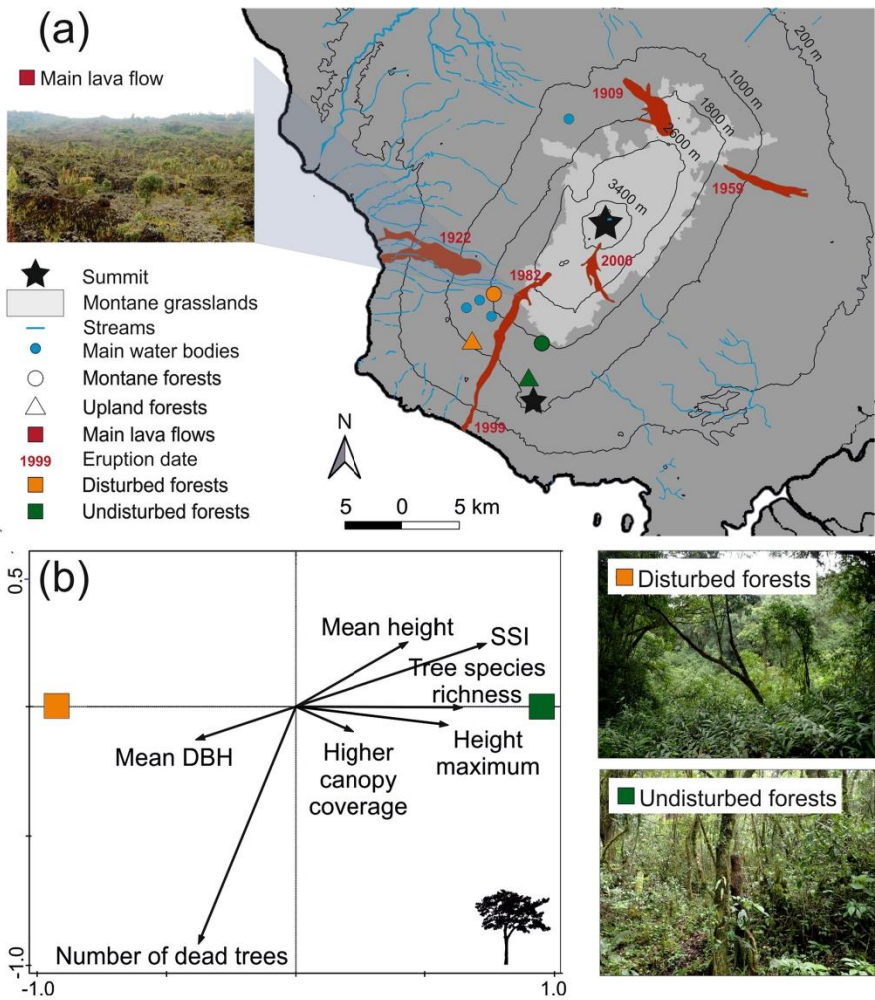 (a)
Main lava flow
Summit
Montane grasslands
Streams
Main water bodies
Montane forests
Upland forests
Main lava flows
1999 Eruption date
Disturbed forests
Undisturbed forests
200 m
1000 m
1800 m
2600 m
3400 m
1909
1959
1922
1982
2000
1999
N
5 0 5 km
(b)
0.5
-1.0
-1.0
1.0
Mean height
SSI
Tree species
richness
Height
maximum
Higher
canopy
coverage
Mean DBH
Number of dead trees
Disturbed forests
Undisturbed forests